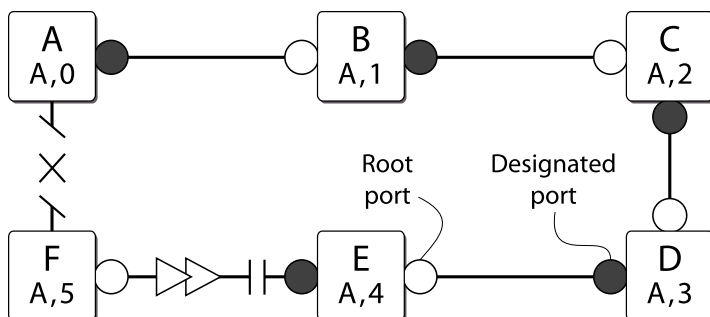 A
A,0
B
A,1
C
A,2
Root
port
Designated
port
F
A,5
E
A,4
D
A,3